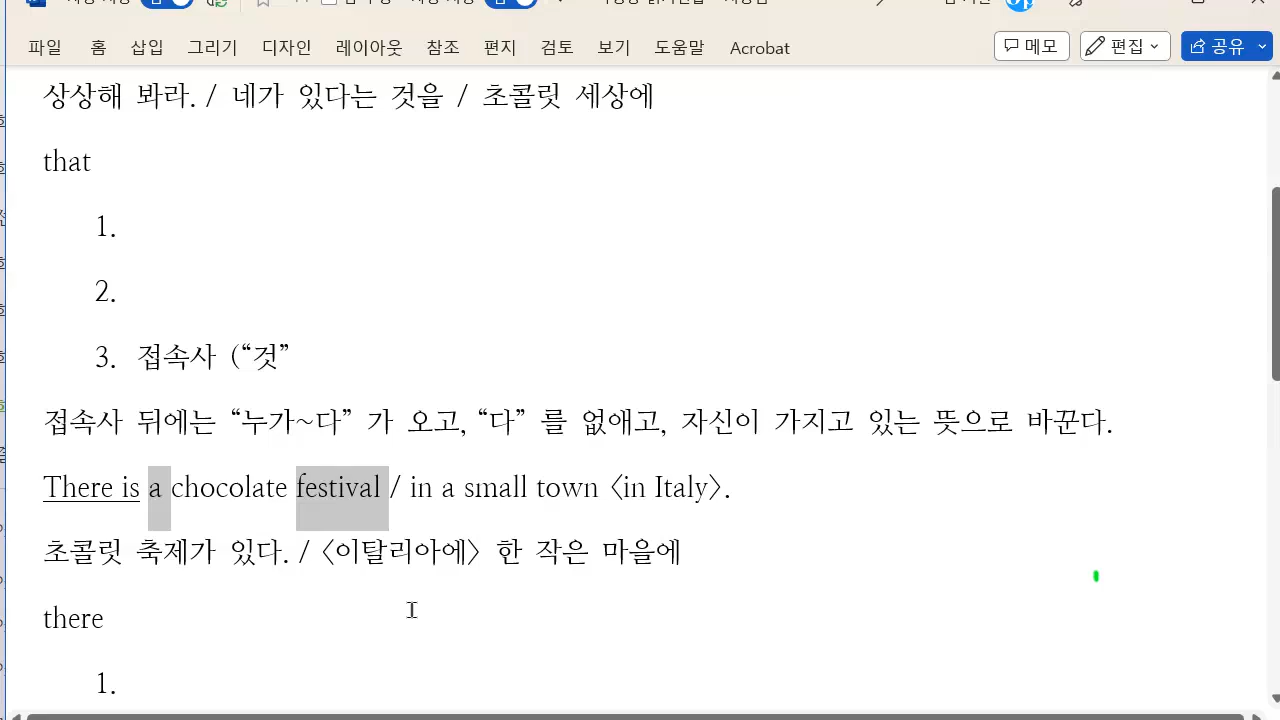 파일 홈 삽입 그리기 디자인 레이아웃 참조 편지 검토 보기 도움말 Acrobat 메모 편집 공유
상상해 봐라. / 네가 있다는 것을 / 초콜릿 세상에
that
1.
2.
3. 접속사 (“것”
접속사 뒤에는 “누가~다” 가 오고, “다” 를 없애고, 자신이 가지고 있는 뜻으로 바꾼다.
There is a chocolate festival / in a small town <in Italy>.
초콜릿 축제가 있다. / <이탈리아에> 한 작은 마을에
there
1.